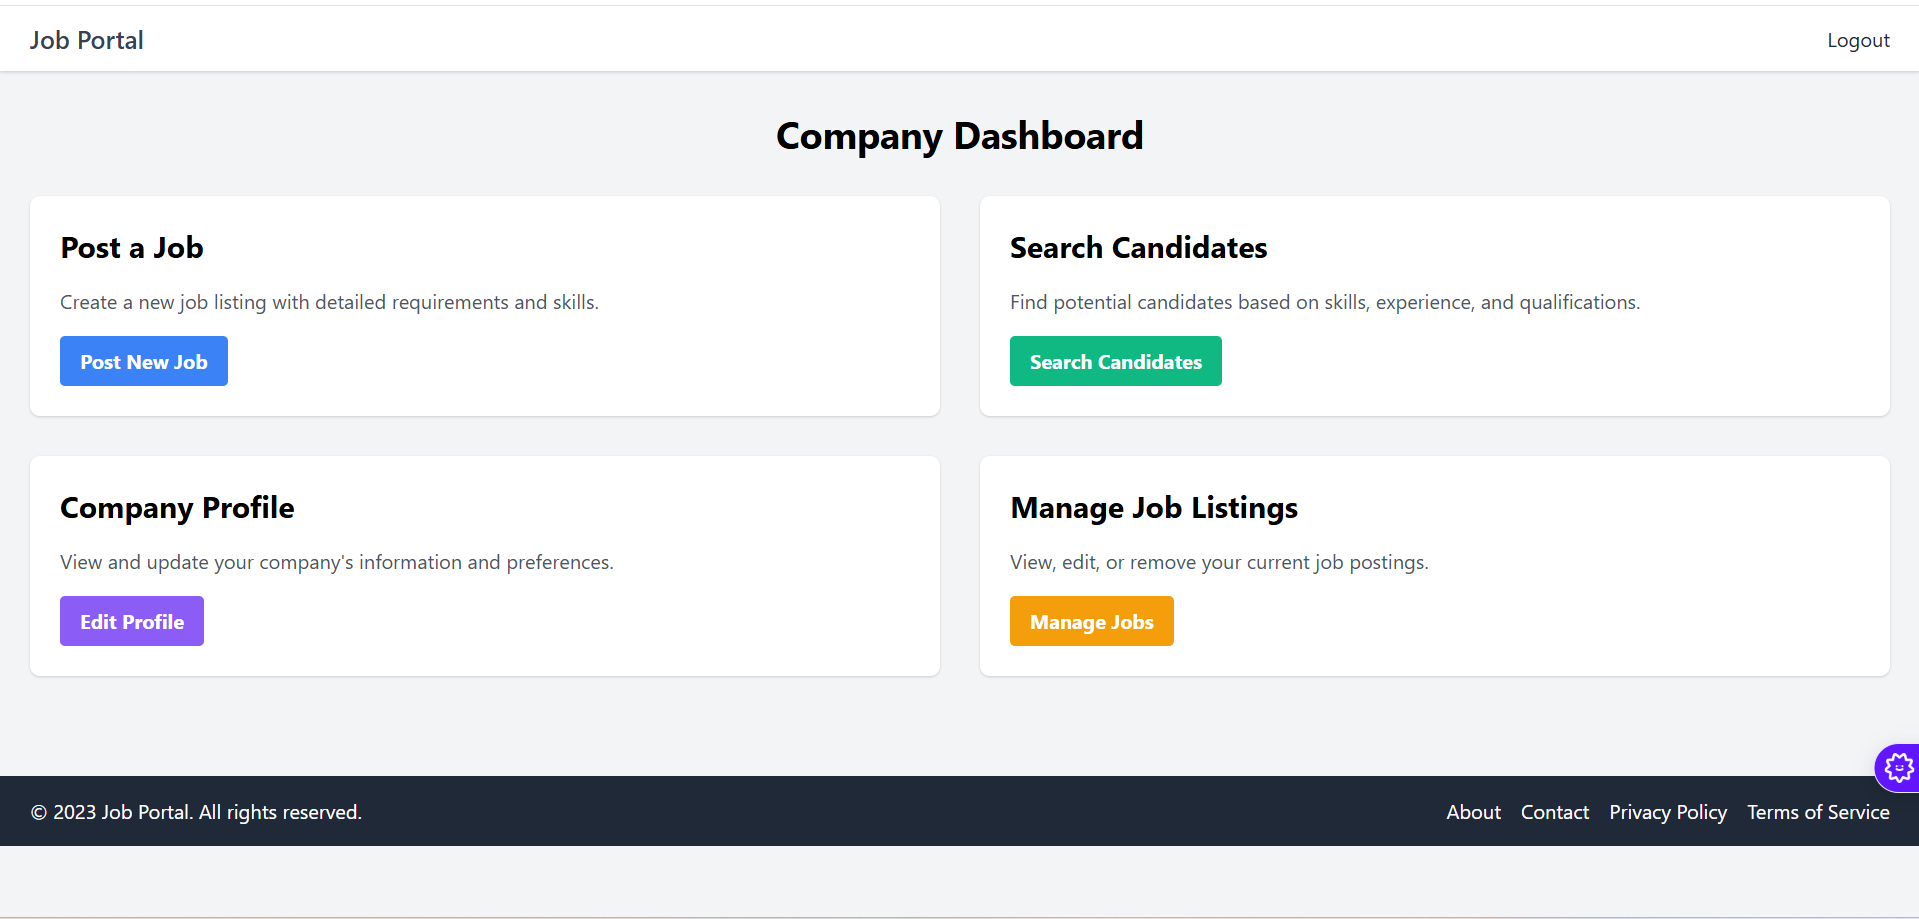 Job Portal
Logout
Company Dashboard
Post a Job
Create a new job listing with detailed requirements and skills.
Post New Job
Search Candidates
Find potential candidates based on skills, experience, and qualifications.
Search Candidates
Company Profile
View and update your company's information and preferences.
Edit Profile
Manage Job Listings
View, edit, or remove your current job postings.
Manage Jobs
© 2023 Job Portal. All rights reserved.
About Contact Privacy Policy Terms of Service